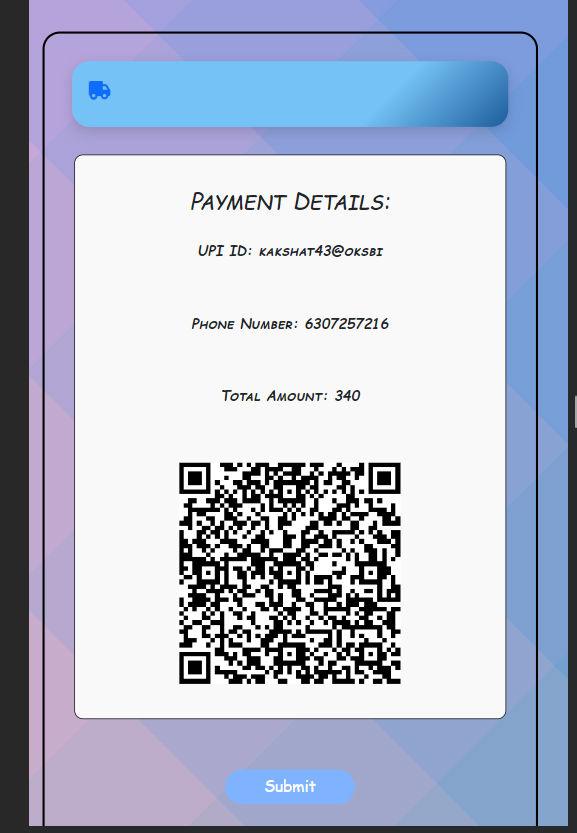 Payment Details:
UPI ID: kakshat43@oksbi
Phone Number: 6307257216
Total Amount: 340
Submit